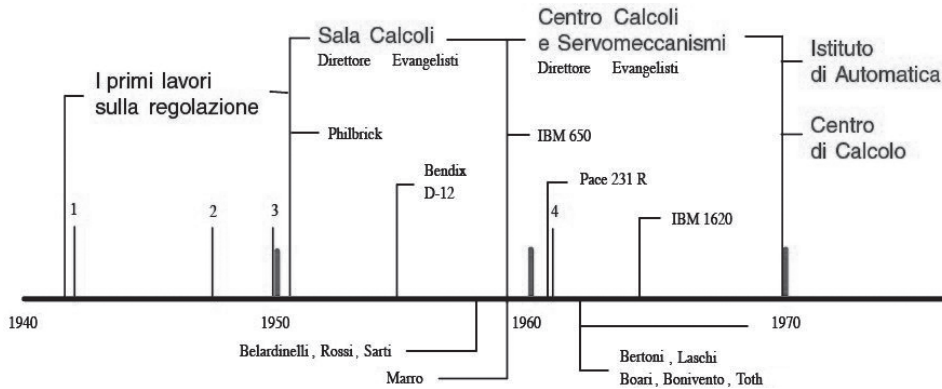 Sala Calcoli
Direttore Evangelisti
Centro Calcoli
e Servomeccanismi
Direttore Evangelisti
Istituto
di Automatica
I primi lavori
sulla regolazione
Philbrick
IBM 650
Centro
di Calcolo
Bendix
D-12
Pace 231 R
1
2
3
4
IBM 1620
1940
1950
1960
1970
Belardinelli , Rossi , Sarti
Marro
Bertoni , Laschi
Boari , Bonivento , Toth